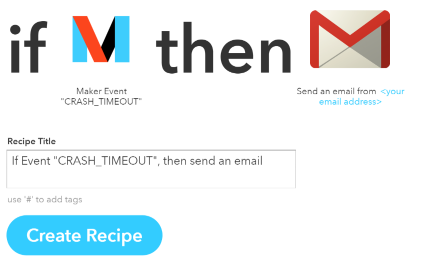 if then
Maker Event
"CRASH_TIMEOUT"
Send an email from <your
email address>
Recipe Title
If Event "CRASH_TIMEOUT", then send an email
use '#' to add tags
Create Recipe